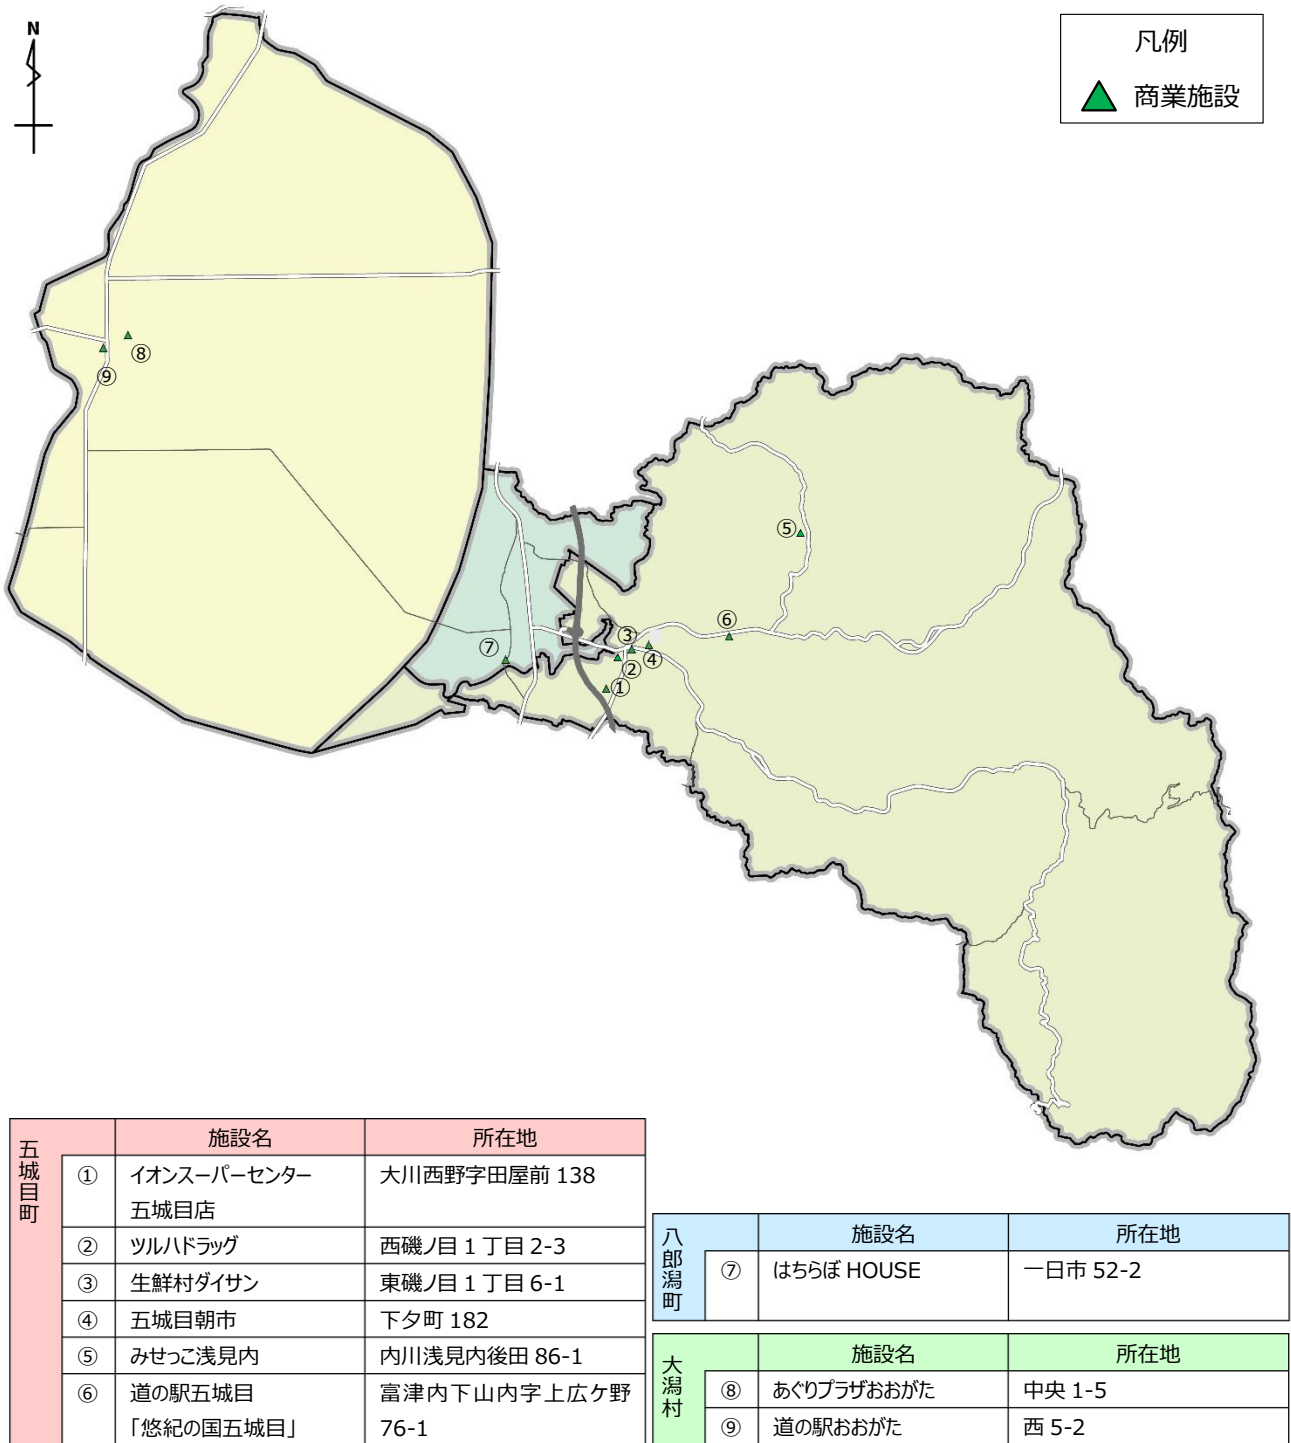 N
凡例
商業施設
⑧
⑨
⑤
⑥
③
④
⑦
②
①
五城目町
施設名 所在地
① イオンスーパーセンター 大川西野字田屋前 138
五城目店
② ツルハドラッグ 西磯ノ目 1 丁目 2-3
③ 生鮮村ダイサン 東磯ノ目 1 丁目 6-1
④ 五城目朝市 下夕町 182
⑤ みせっこ浅見内 内川浅見内後田 86-1
⑥ 道の駅五城目 富津内下山内字上広ケ野
「悠紀の国五城目」 76-1
八郎潟町
施設名 所在地
⑦ はちらぼ HOUSE 一日市 52-2
大潟村
施設名 所在地
⑧ あぐりプラザおおがた 中央 1-5
⑨ 道の駅おおがた 西 5-2